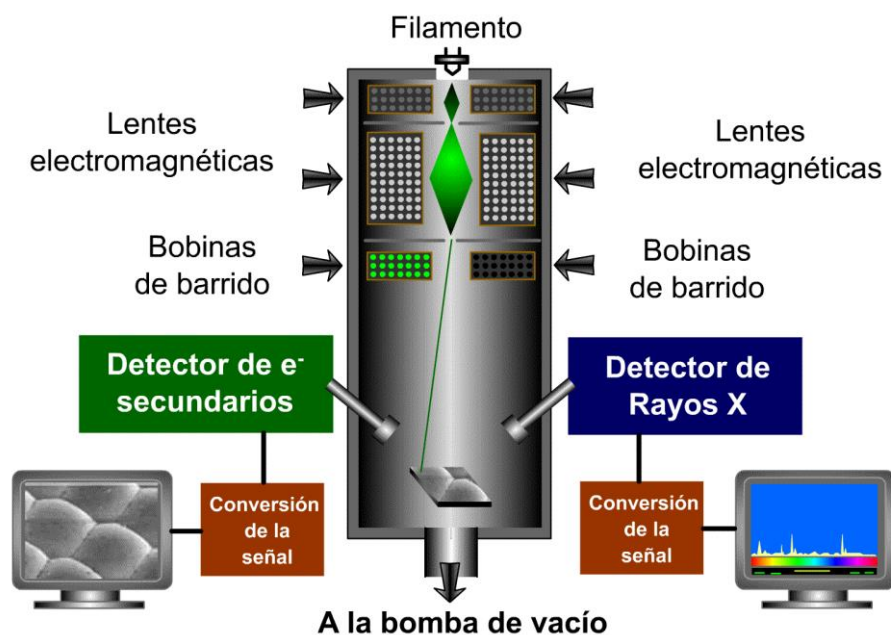 Filamento
Lentes
electromagnéticas
Lentes
electromagnéticas
Bobinas
de barrido
Bobinas
de barrido
Detector de e-
secundarios
Detector de
Rayos X
Conversión
de la
señal
Conversión
de la
señal
A la bomba de vacío